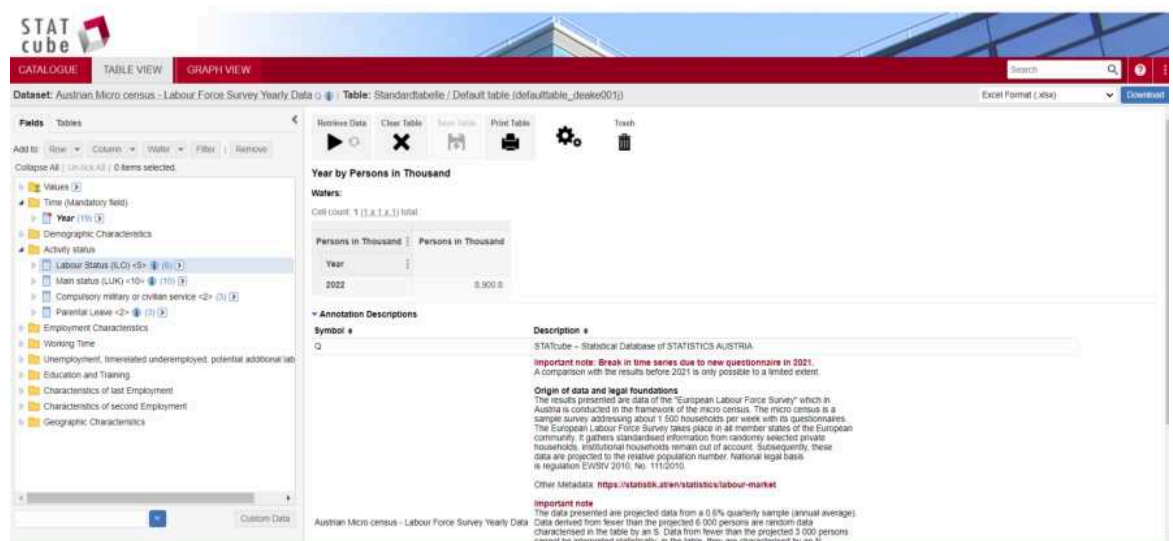 STAT
cube
CATALOGUE TABLE VIEW GRAPH VIEW Search
Dataset: Austrian Micro census - Labour Force Survey Yearly Data Table: Standardtabelle / Default table (defaulttable_deake001j) Excel Format (.xlsx) Download
Fields Tables
Add to: Row Column Wafer Filter | Remove
Collapse All | Un-tick All | 0 items selected.
Values
Time (Mandatory field)
Year (19)
Demographic Characteristics
Activity status
Labour Status (ILO) <5> (6)
Main status (LUK) <10> (10)
Compulsory military or civilian service <2> (3)
Parental Leave <2> (3)
Employment Characteristics
Working Time
Unemployment, timerelated underemployed, potential additional lab
Education and Training
Characteristics of last Employment
Characteristics of second Employment
Geographic Characteristics
Custom Data
Retrieve Data Clear Table Save Table Print Table Trash
Year by Persons in Thousand
Wafers:
Cell count: 1 (1 x 1 x 1) total.
Persons in Thousand Persons in Thousand
Year
2022 8,900.8
Annotation Descriptions
Symbol Description
Q STATcube – Statistical Database of STATISTICS AUSTRIA
Important note: Break in time series due to new questionnaire in 2021.
A comparison with the results before 2021 is only possible to a limited extent.
Origin of data and legal foundations
The results presented are data of the "European Labour Force Survey" which in
Austria is conducted in the framework of the micro census. The micro census is a
sample survey addressing about 1 500 households per week with its questionnaires.
The European Labour Force Survey takes place in all member states of the European
community. It gathers standardised information from randomly selected private
households, institutional households remain out of account. Subsequently, these
data are projected to the relative population number. National legal basis
is regulation EWStV 2010, No. 111/2010.
Other Metadata: https://statistik.at/en/statistics/labour-market
Important note
The data presented are projected data from a 0.6% quarterly sample (annual average).
Austrian Micro census - Labour Force Survey Yearly Data Data derived from fewer than the projected 6 000 persons are random data
characterised in the table by an S. Data from fewer than the projected 3 000 persons